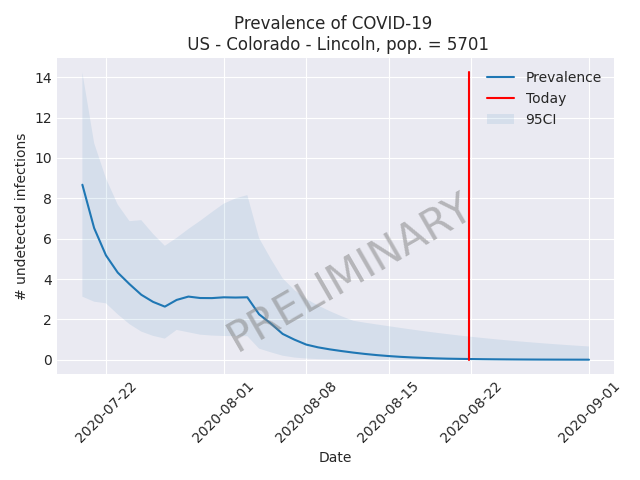 Prevalence of COVID-19
US - Colorado - Lincoln, pop. = 5701
# undetected infections
14
12
10
8
6
4
2
0
Prevalence
Today
95CI
PRELIMINARY
2020-07-22
2020-08-01
2020-08-08
2020-08-15
2020-08-22
2020-09-01
Date